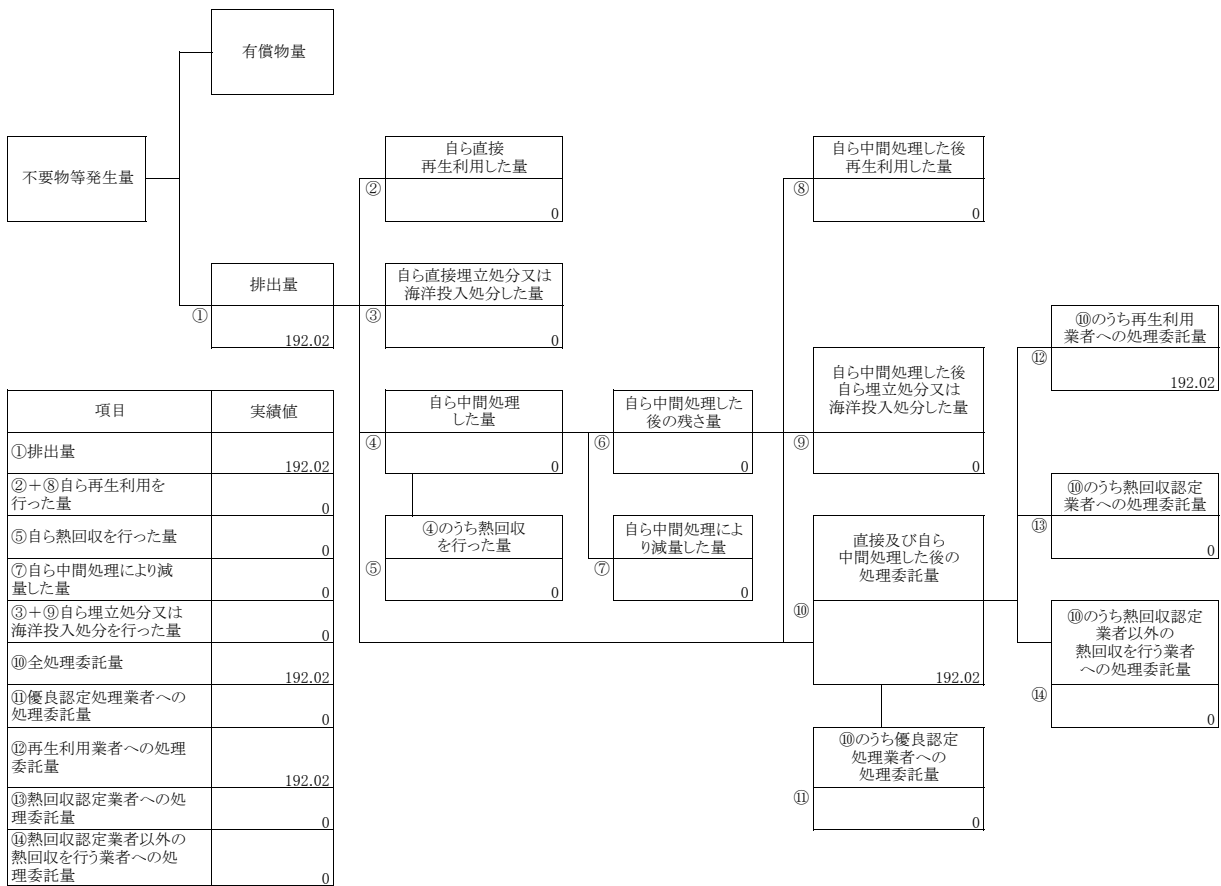 有償物量
不要物等発生量
自ら直接
再生利用した量
②
0
自ら中間処理した後
再生利用した量
⑧
0
排出量
①
192.02
自ら直接埋立処分又は
海洋投入処分した量
③
0
⑩のうち再生利用
業者への処理委託量
⑫
192.02
自ら中間処理
した量
④
0
自ら中間処理した
後の残さ量
⑥
0
自ら中間処理した後
自ら埋立処分又は
海洋投入処分した量
⑨
0
⑩のうち熱回収認定
業者への処理委託量
⑬
0
④のうち熱回収
を行った量
⑤
0
自ら中間処理によ
り減量した量
⑦
0
直接及び自ら
中間処理した後の
処理委託量
⑩
192.02
⑩のうち熱回収認定
業者以外の
熱回収を行う業者
への処理委託量
⑭
0
⑩のうち優良認定
処理業者への
処理委託量
⑪
0
項目 実績値
①排出量
192.02
②+⑧自ら再生利用を
行った量
0
⑤自ら熱回収を行った量
0
⑦自ら中間処理により減
量した量
0
③+⑨自ら埋立処分又は
海洋投入処分を行った量
0
⑩全処理委託量
192.02
⑪優良認定処理業者への
処理委託量
0
⑫再生利用業者への処理
委託量
192.02
⑬熱回収認定業者への処
理委託量
0
⑭熱回収認定業者以外の
熱回収を行う業者への処
理委託量
0